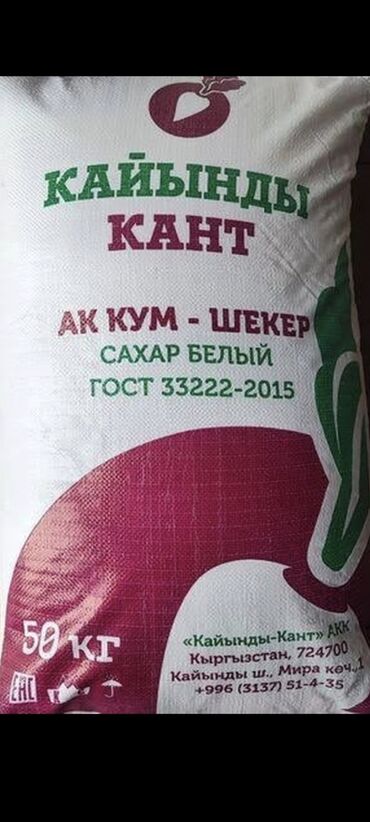 КАЙЫНДЫ
КАНТ
АК КУМ - ШЕКЕР
САХАР БЕЛЫЙ
ГОСТ 33222-2015
50 кг
EAC
«Кайынды-Кант» АКК
Кыргызстан, 724700
Кайынды ш., Мира көч.,1
+996 (3137) 51-4-35